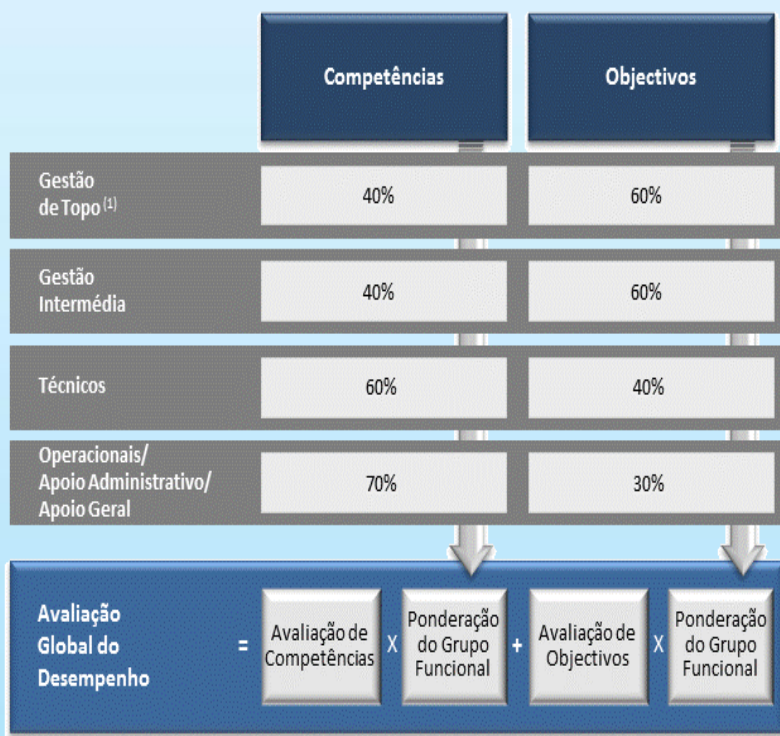 Competências
Objectivos
Gestão
de Topo (1)
40%
60%
Gestão
Intermédia
40%
60%
Técnicos
60%
40%
Operacionais/
Apoio Administrativo/
Apoio Geral
70%
30%
Avaliação
Global do
Desempenho
=
Avaliação de
Competências
X
Ponderação
do Grupo
Funcional
+
Avaliação de
Objectivos
X
Ponderação
do Grupo
Funcional